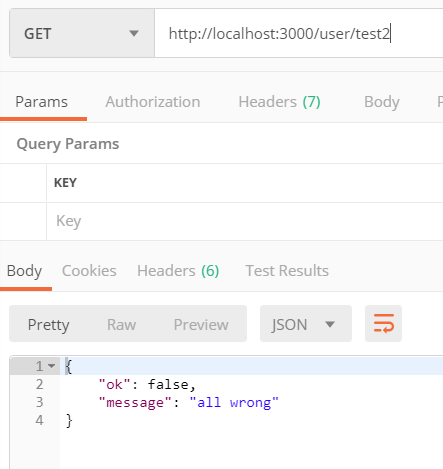 GET http://localhost:3000/user/test2
Params Authorization Headers (7) Body
Query Params
KEY
Key
Body Cookies Headers (6) Test Results
Pretty Raw Preview JSON
1 {
2 "ok": false,
3 "message": "all wrong"
4 }